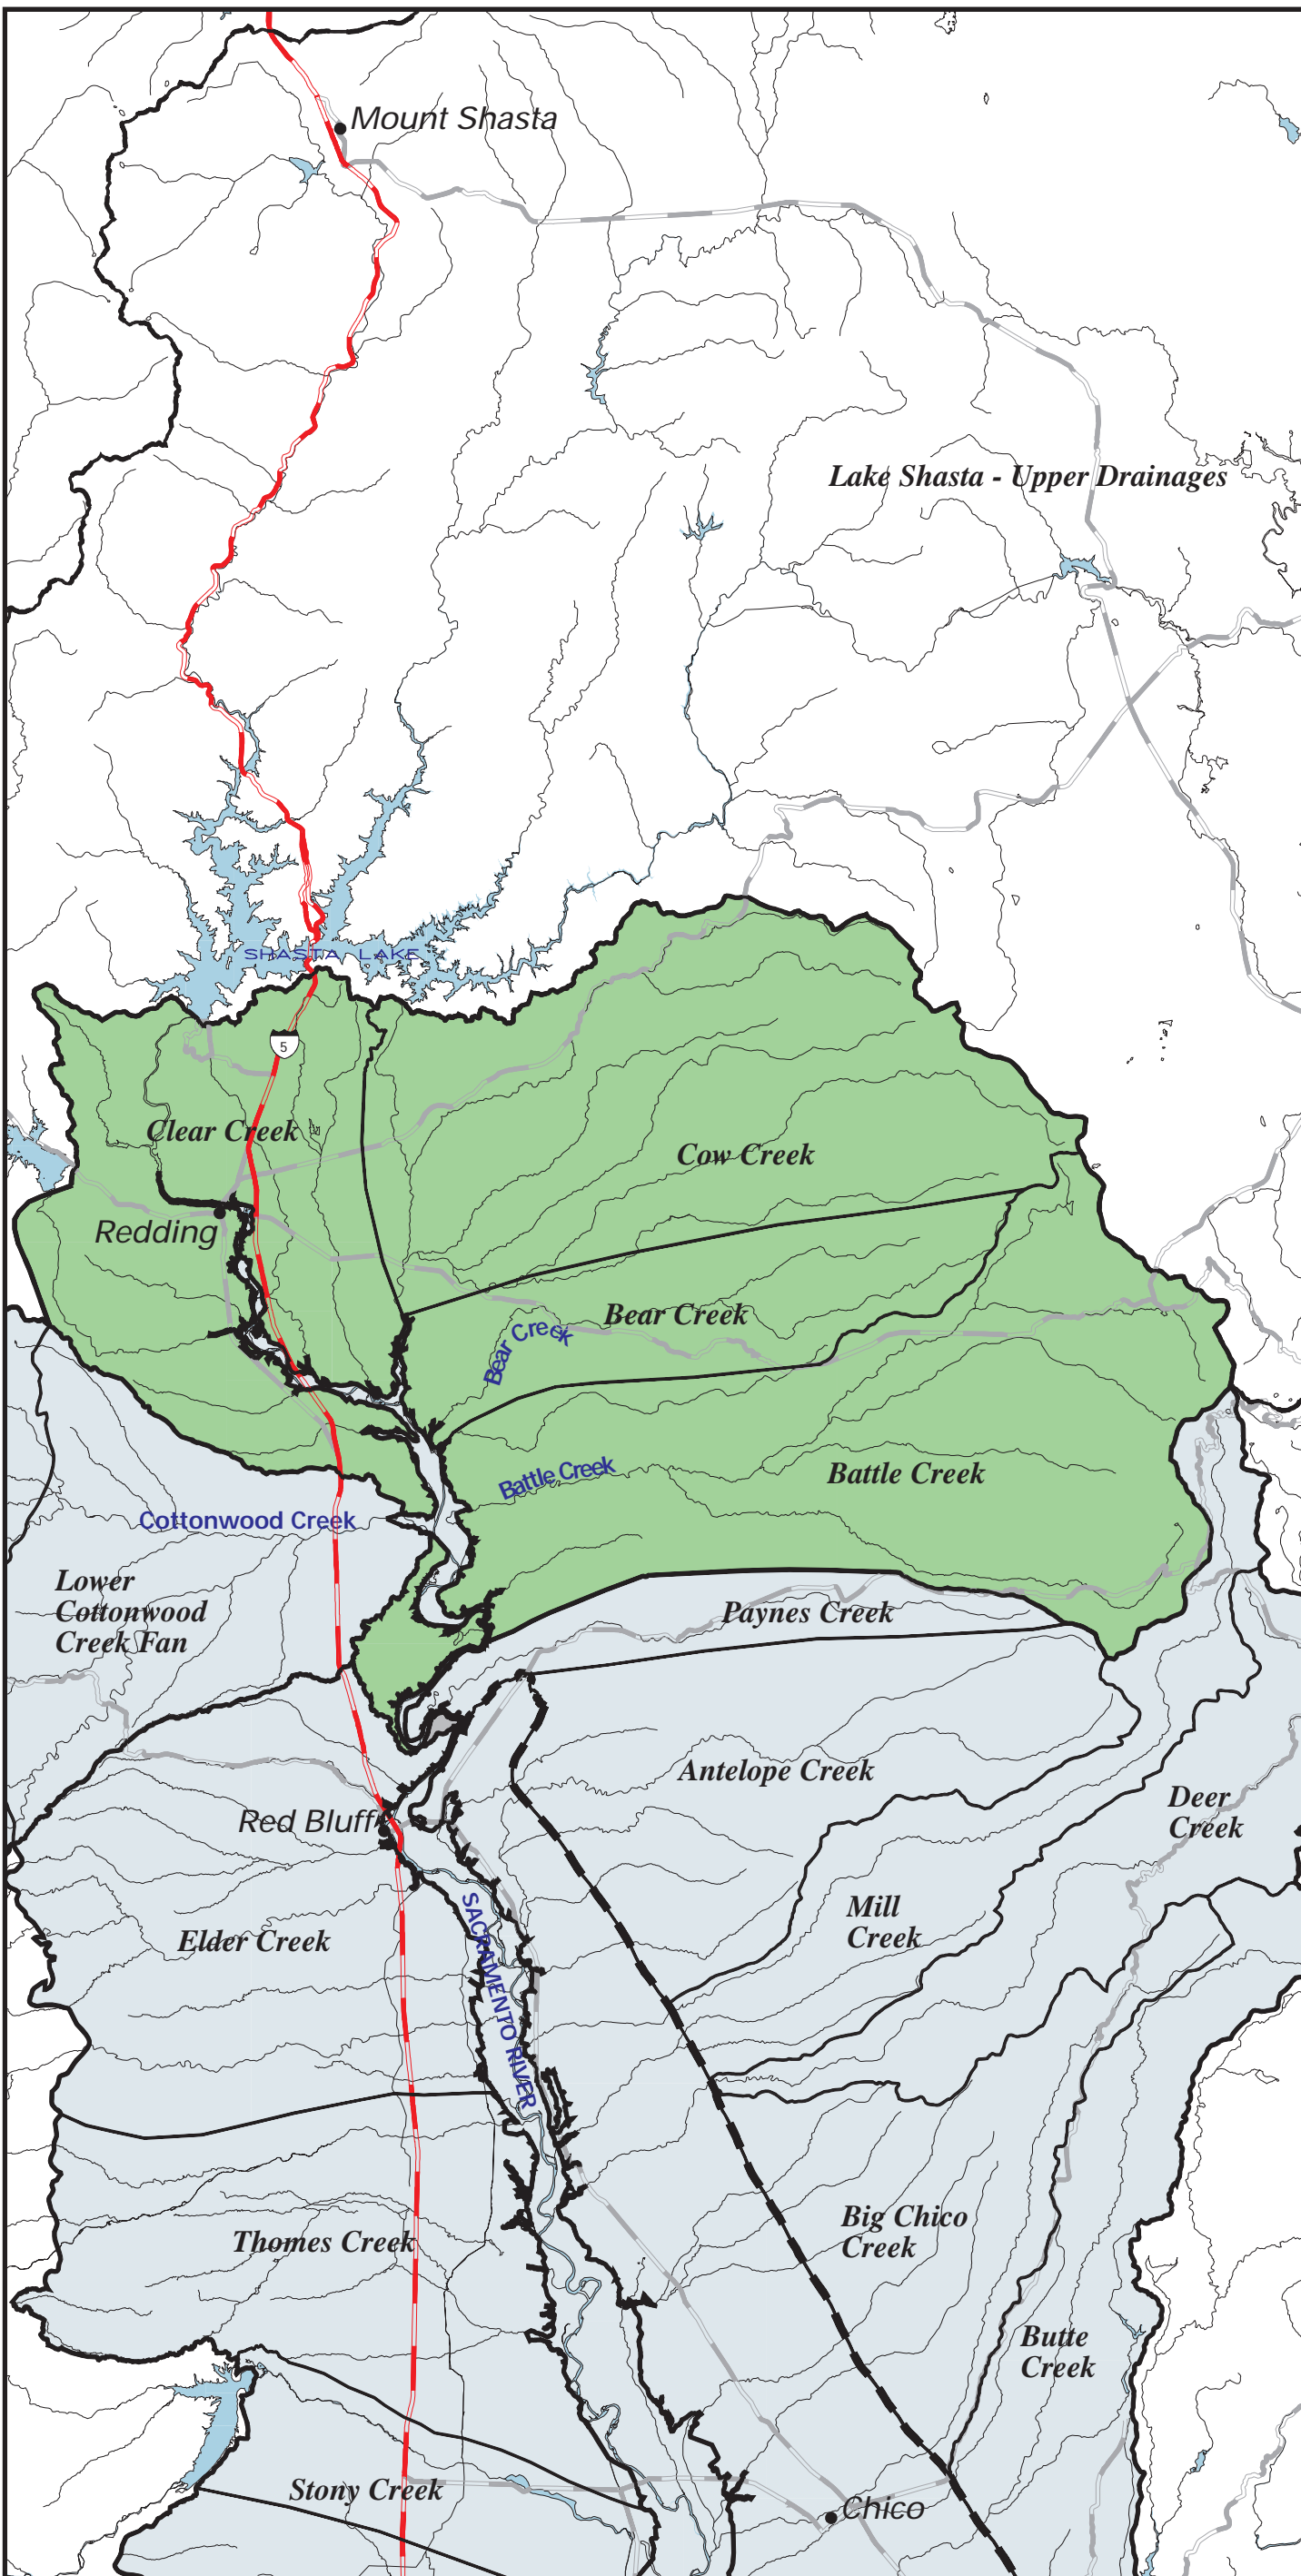 Mount Shasta
Lake Shasta - Upper Drainages
SHASTA LAKE
5
Clear Creek
Cow Creek
Redding
Bear Creek
Bear Creek
Battle Creek
Battle Creek
Cottonwood Creek
Lower
Cottonwood
Creek Fan
Paynes Creek
Antelope Creek
Deer
Creek
Red Bluff
Mill
Creek
SACRAMENTO RIVER
Elder Creek
Big Chico
Creek
Thomes Creek
Butte
Creek
Stony Creek
Chico